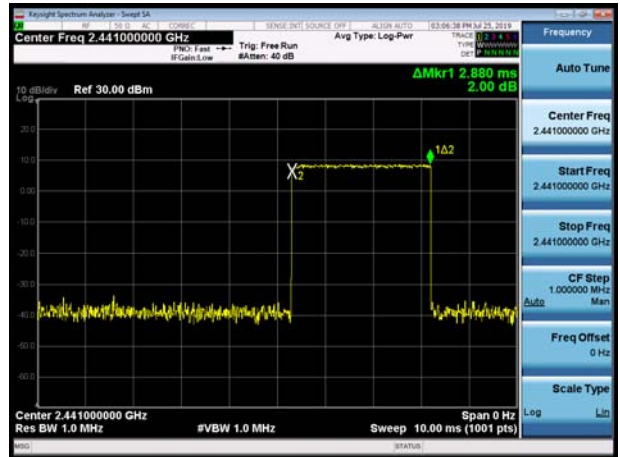 Keysight Spectrum Analyzer - Swept SA
RF 50 Ω AC CORREC SENSE:INT SOURCE OFF ALIGN AUTO 03:06:38 PM Jul 25, 2019
Center Freq 2.441000000 GHz
PNO: Fast
IFGain:Low
Trig: Free Run
#Atten: 40 dB
Avg Type: Log-Pwr
TRACE 1 2 3 4 5 6
TYPE WWWWWW
DET P N N N N N
Frequency
ΔMkr1 2.880 ms
2.00 dB
10 dB/div Ref 30.00 dBm
Log
20.0
10.0
0.00
-10.0
-20.0
-30.0
-40.0
-50.0
-60.0
1Δ2
X2
Center 2.441000000 GHz
Span 0 Hz
Res BW 1.0 MHz
#VBW 1.0 MHz
Sweep 10.00 ms (1001 pts)
MSG
STATUS
Auto Tune
Center Freq
2.441000000 GHz
Start Freq
2.441000000 GHz
Stop Freq
2.441000000 GHz
CF Step
1.000000 MHz
Auto Man
Freq Offset
0 Hz
Scale Type
Log Lin